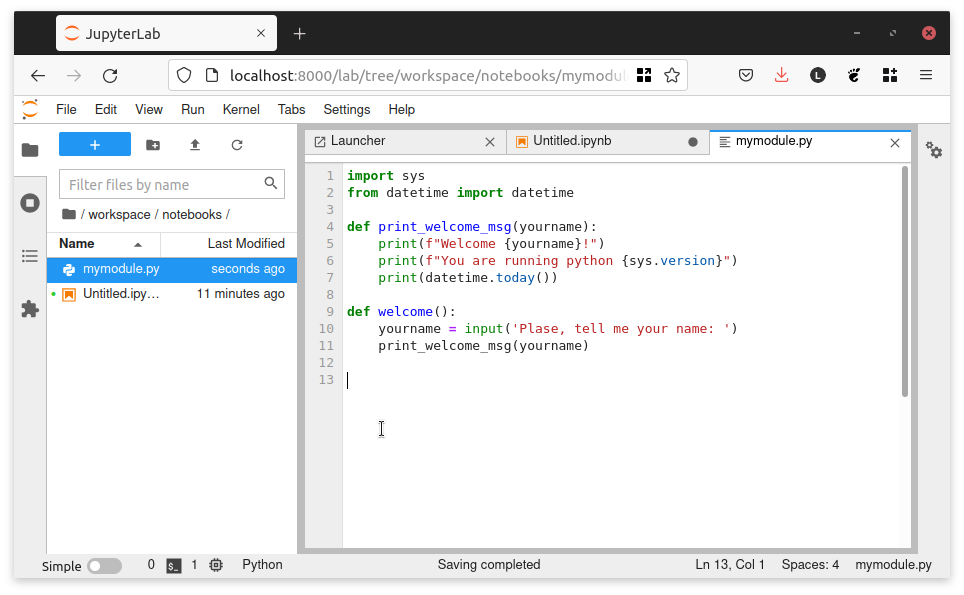 JupyterLab
localhost:8000/lab/tree/workspace/notebooks/mymodul
L
File Edit View Run Kernel Tabs Settings Help
+
Filter files by name
/ workspace / notebooks /
Name Last Modified
mymodule.py seconds ago
Untitled.ipy… 11 minutes ago
Launcher Untitled.ipynb mymodule.py
1 import sys
2 from datetime import datetime
3
4 def print_welcome_msg(yourname):
5     print(f"Welcome {yourname}!")
6     print(f"You are running python {sys.version}")
7     print(datetime.today())
8
9 def welcome():
10     yourname = input('Plase, tell me your name: ')
11     print_welcome_msg(yourname)
12
13
Simple 0 $_ 1 Python Saving completed Ln 13, Col 1 Spaces: 4 mymodule.py